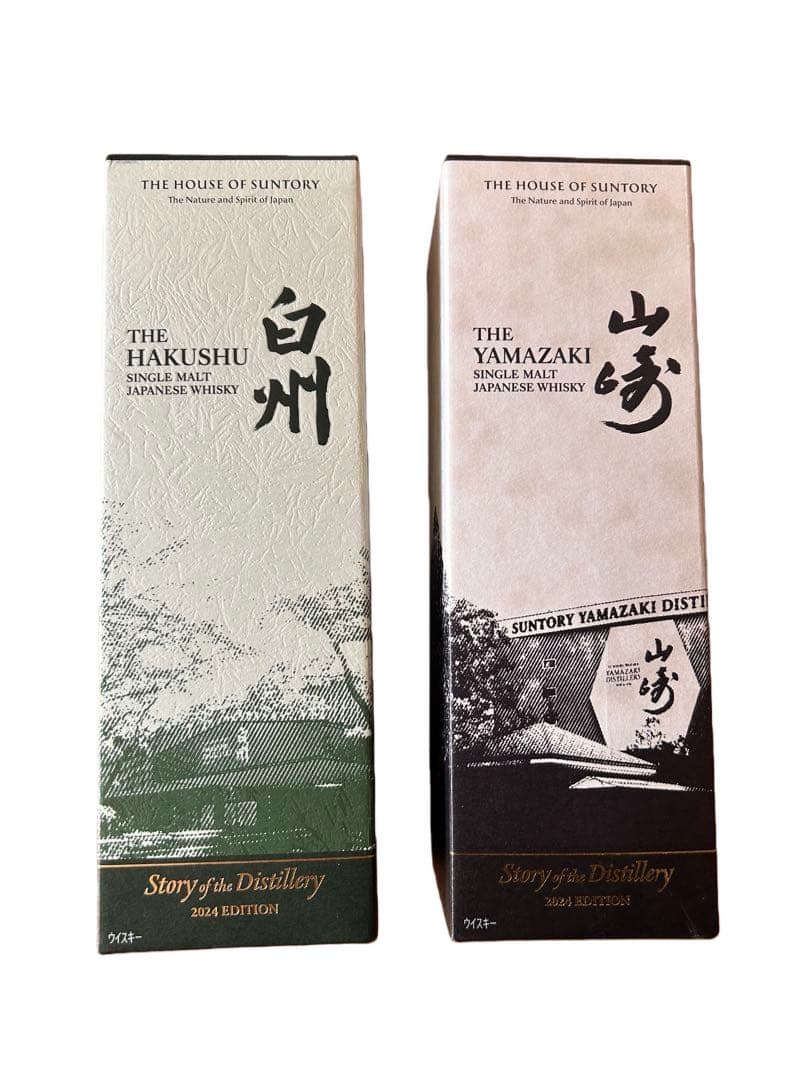 THE HOUSE OF SUNTORY
The Nature and Spirit of Japan
THE
HAKUSHU
SINGLE MALT
JAPANESE WHISKY
白州
白州
Story of the Distillery
2024 EDITION
ウイスキー
THE HOUSE OF SUNTORY
The Nature and Spirit of Japan
THE
YAMAZAKI
SINGLE MALT
JAPANESE WHISKY
山崎
SUNTORY YAMAZAKI DISTI
YAMAZAKI
DISTILLERY
山崎
Story of the Distillery
2024 EDITION
ウイスキー